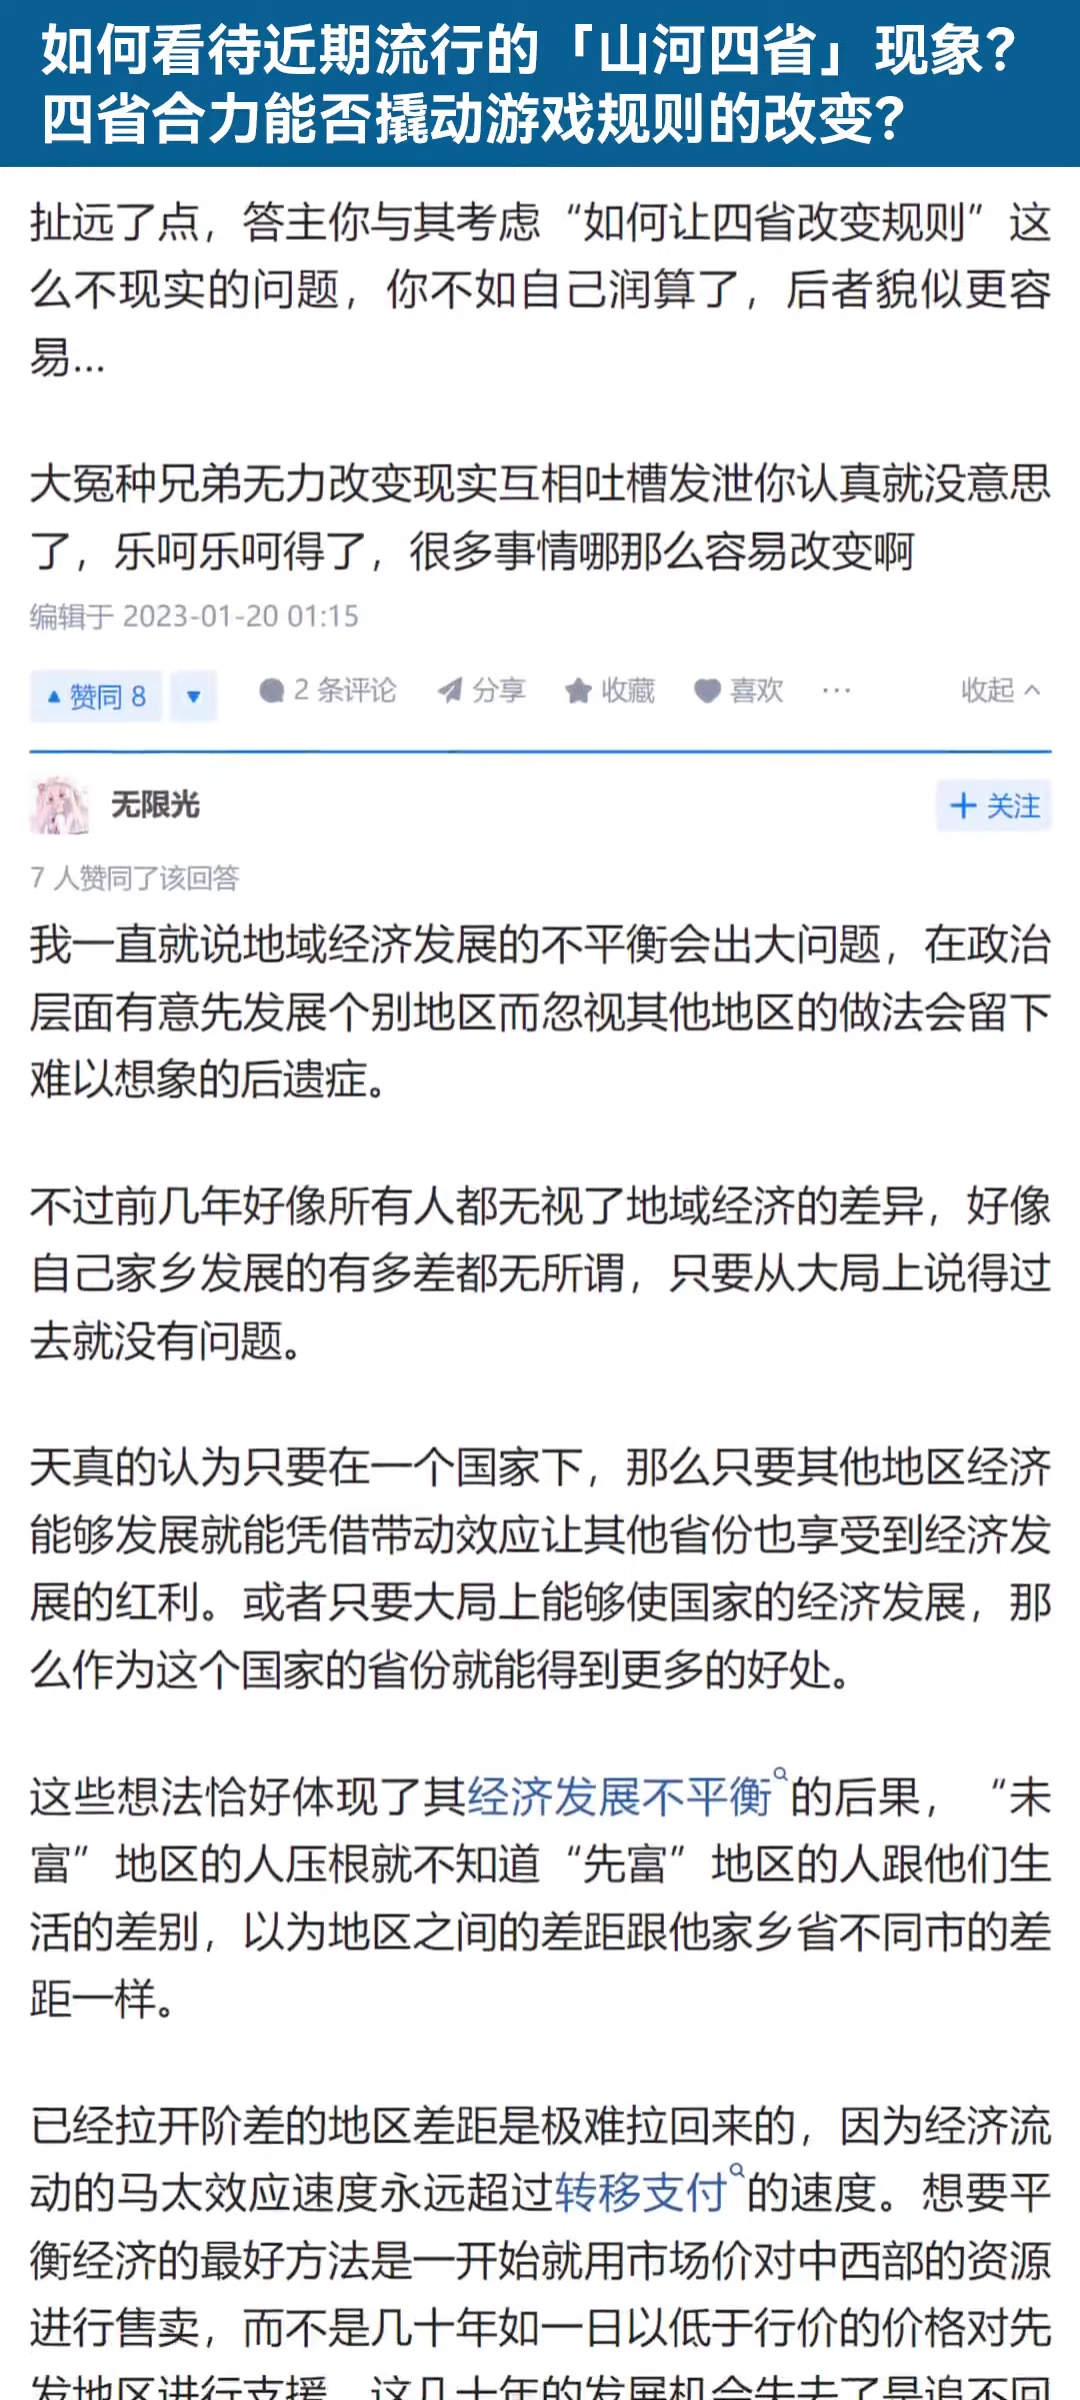 如何看待近期流行的「山河四省」现象？
四省合力能否撬动游戏规则的改变？
扯远了点，答主你与其考虑“如何让四省改变规则”这
么不现实的问题，你不如自己润算了，后者貌似更容
易...
大冤种兄弟无力改变现实互相吐槽发泄你认真就没意思
了，乐呵乐呵得了，很多事情哪那么容易改变啊
编辑于 2023-01-20 01:15
赞同 8 2 条评论 分享 收藏 喜欢 ··· 收起
无限光 + 关注
7 人赞同了该回答
我一直就说地域经济发展的不平衡会出大问题，在政治
层面有意先发展个别地区而忽视其他地区的做法会留下
难以想象的后遗症。
不过前几年好像所有人都无视了地域经济的差异，好像
自己家乡发展的有多差都无所谓，只要从大局上说得过
去就没有问题。
天真的认为只要在一个国家下，那么只要其他地区经济
能够发展就能凭借带动效应让其他省份也享受到经济发
展的红利。或者只要大局上能够使国家的经济发展，那
么作为这个国家的省份就能得到更多的好处。
这些想法恰好体现了其经济发展不平衡的后果，“未
富”地区的人压根就不知道“先富”地区的人跟他们生
活的差别，以为地区之间的差距跟他家乡省不同市的差
距一样。
已经拉开阶差的地区差距是极难拉回来的，因为经济流
动的马太效应速度永远超过转移支付的速度。想要平
衡经济的最好方法是一开始就用市场价对中西部的资源
进行售卖，而不是几十年如一日以低于行价的价格对先
发地区进行支援，这几十年的发展机会失去了是追不回